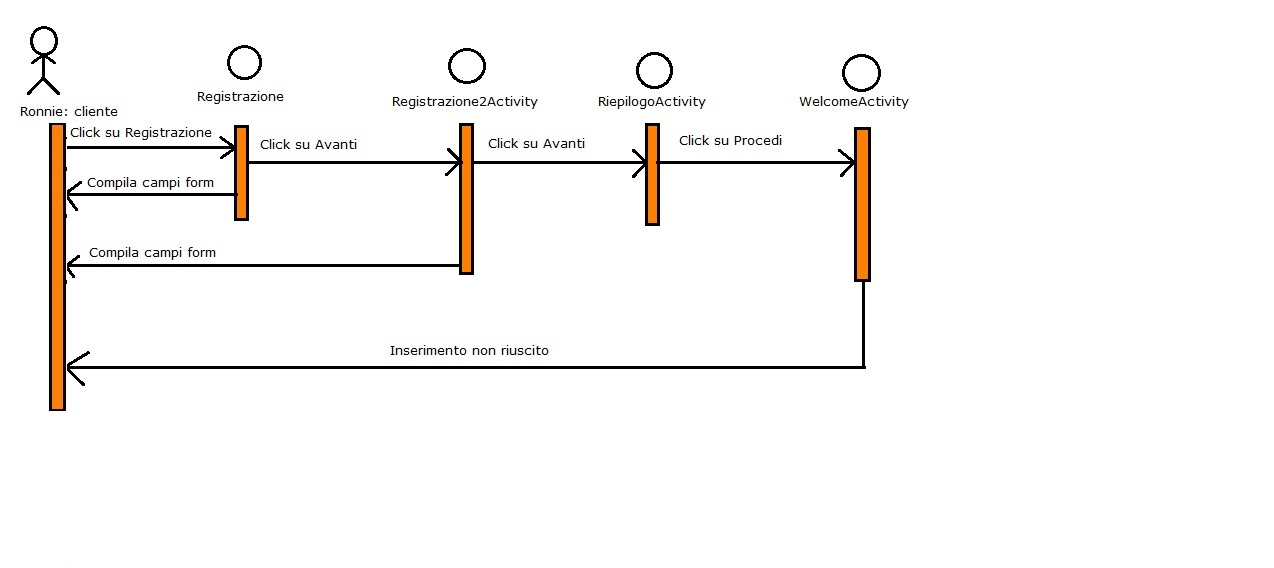 Registrazione
Registrazione2Activity
RiepilogoActivity
WelcomeActivity
Ronnie: cliente
Click su Registrazione
Click su Avanti
Click su Avanti
Click su Procedi
Compila campi form
Compila campi form
Inserimento non riuscito